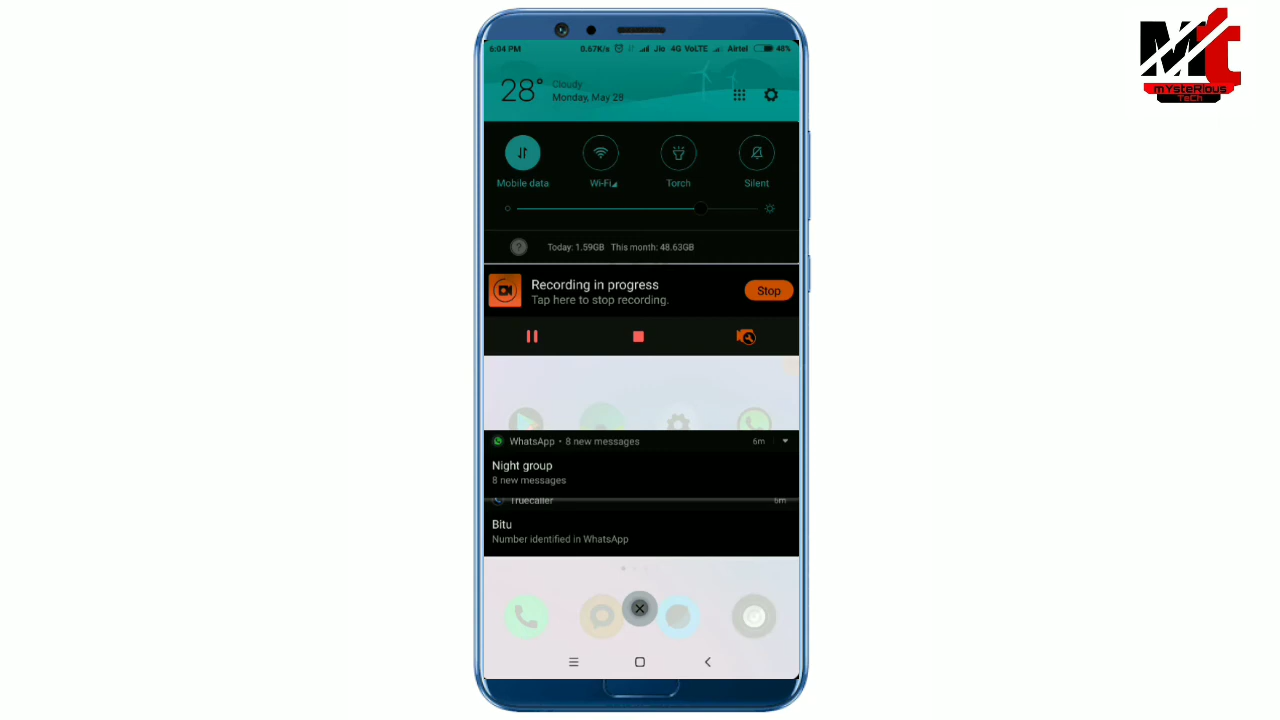 Mt
mYsteRIous
TeCh
6:04 PM 0.67K/s Jio 4G VoLTE Airtel 48%
28° Cloudy
Monday, May 28
Mobile data Wi-Fi Torch Silent
? Today: 1.59GB This month: 48.63GB
Recording in progress
Tap here to stop recording.
Stop
WhatsApp • 8 new messages 6m
Night group
8 new messages
Truecaller 6m
Bitu
Number identified in WhatsApp